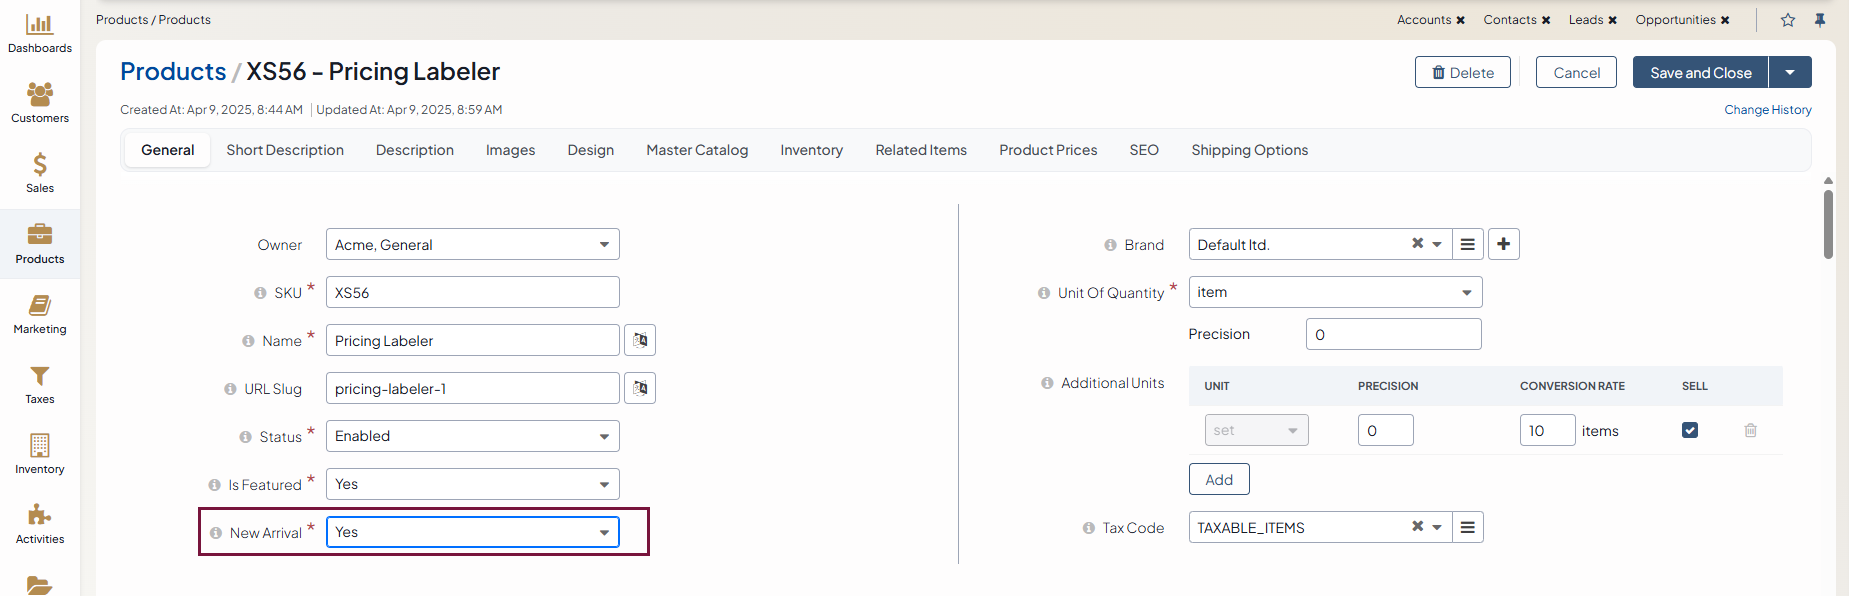 Products / Products
Accounts ✖ Contacts ✖ Leads ✖ Opportunities ✖
Dashboards
Customers
Sales
Products
Marketing
Taxes
Inventory
Activities
Products / XS56 - Pricing Labeler
Delete
Cancel
Save and Close
Created At: Apr 9, 2025, 8:44 AM | Updated At: Apr 9, 2025, 8:59 AM
Change History
General Short Description Description Images Design Master Catalog Inventory Related Items Product Prices SEO Shipping Options
Owner Acme, General
SKU * XS56
Name * Pricing Labeler
URL Slug pricing-labeler-1
Status * Enabled
Is Featured * Yes
New Arrival * Yes
Brand Default ltd.
Unit Of Quantity * item
Precision 0
Additional Units
UNIT PRECISION CONVERSION RATE SELL
set 0 10 items
Add
Tax Code TAXABLE_ITEMS